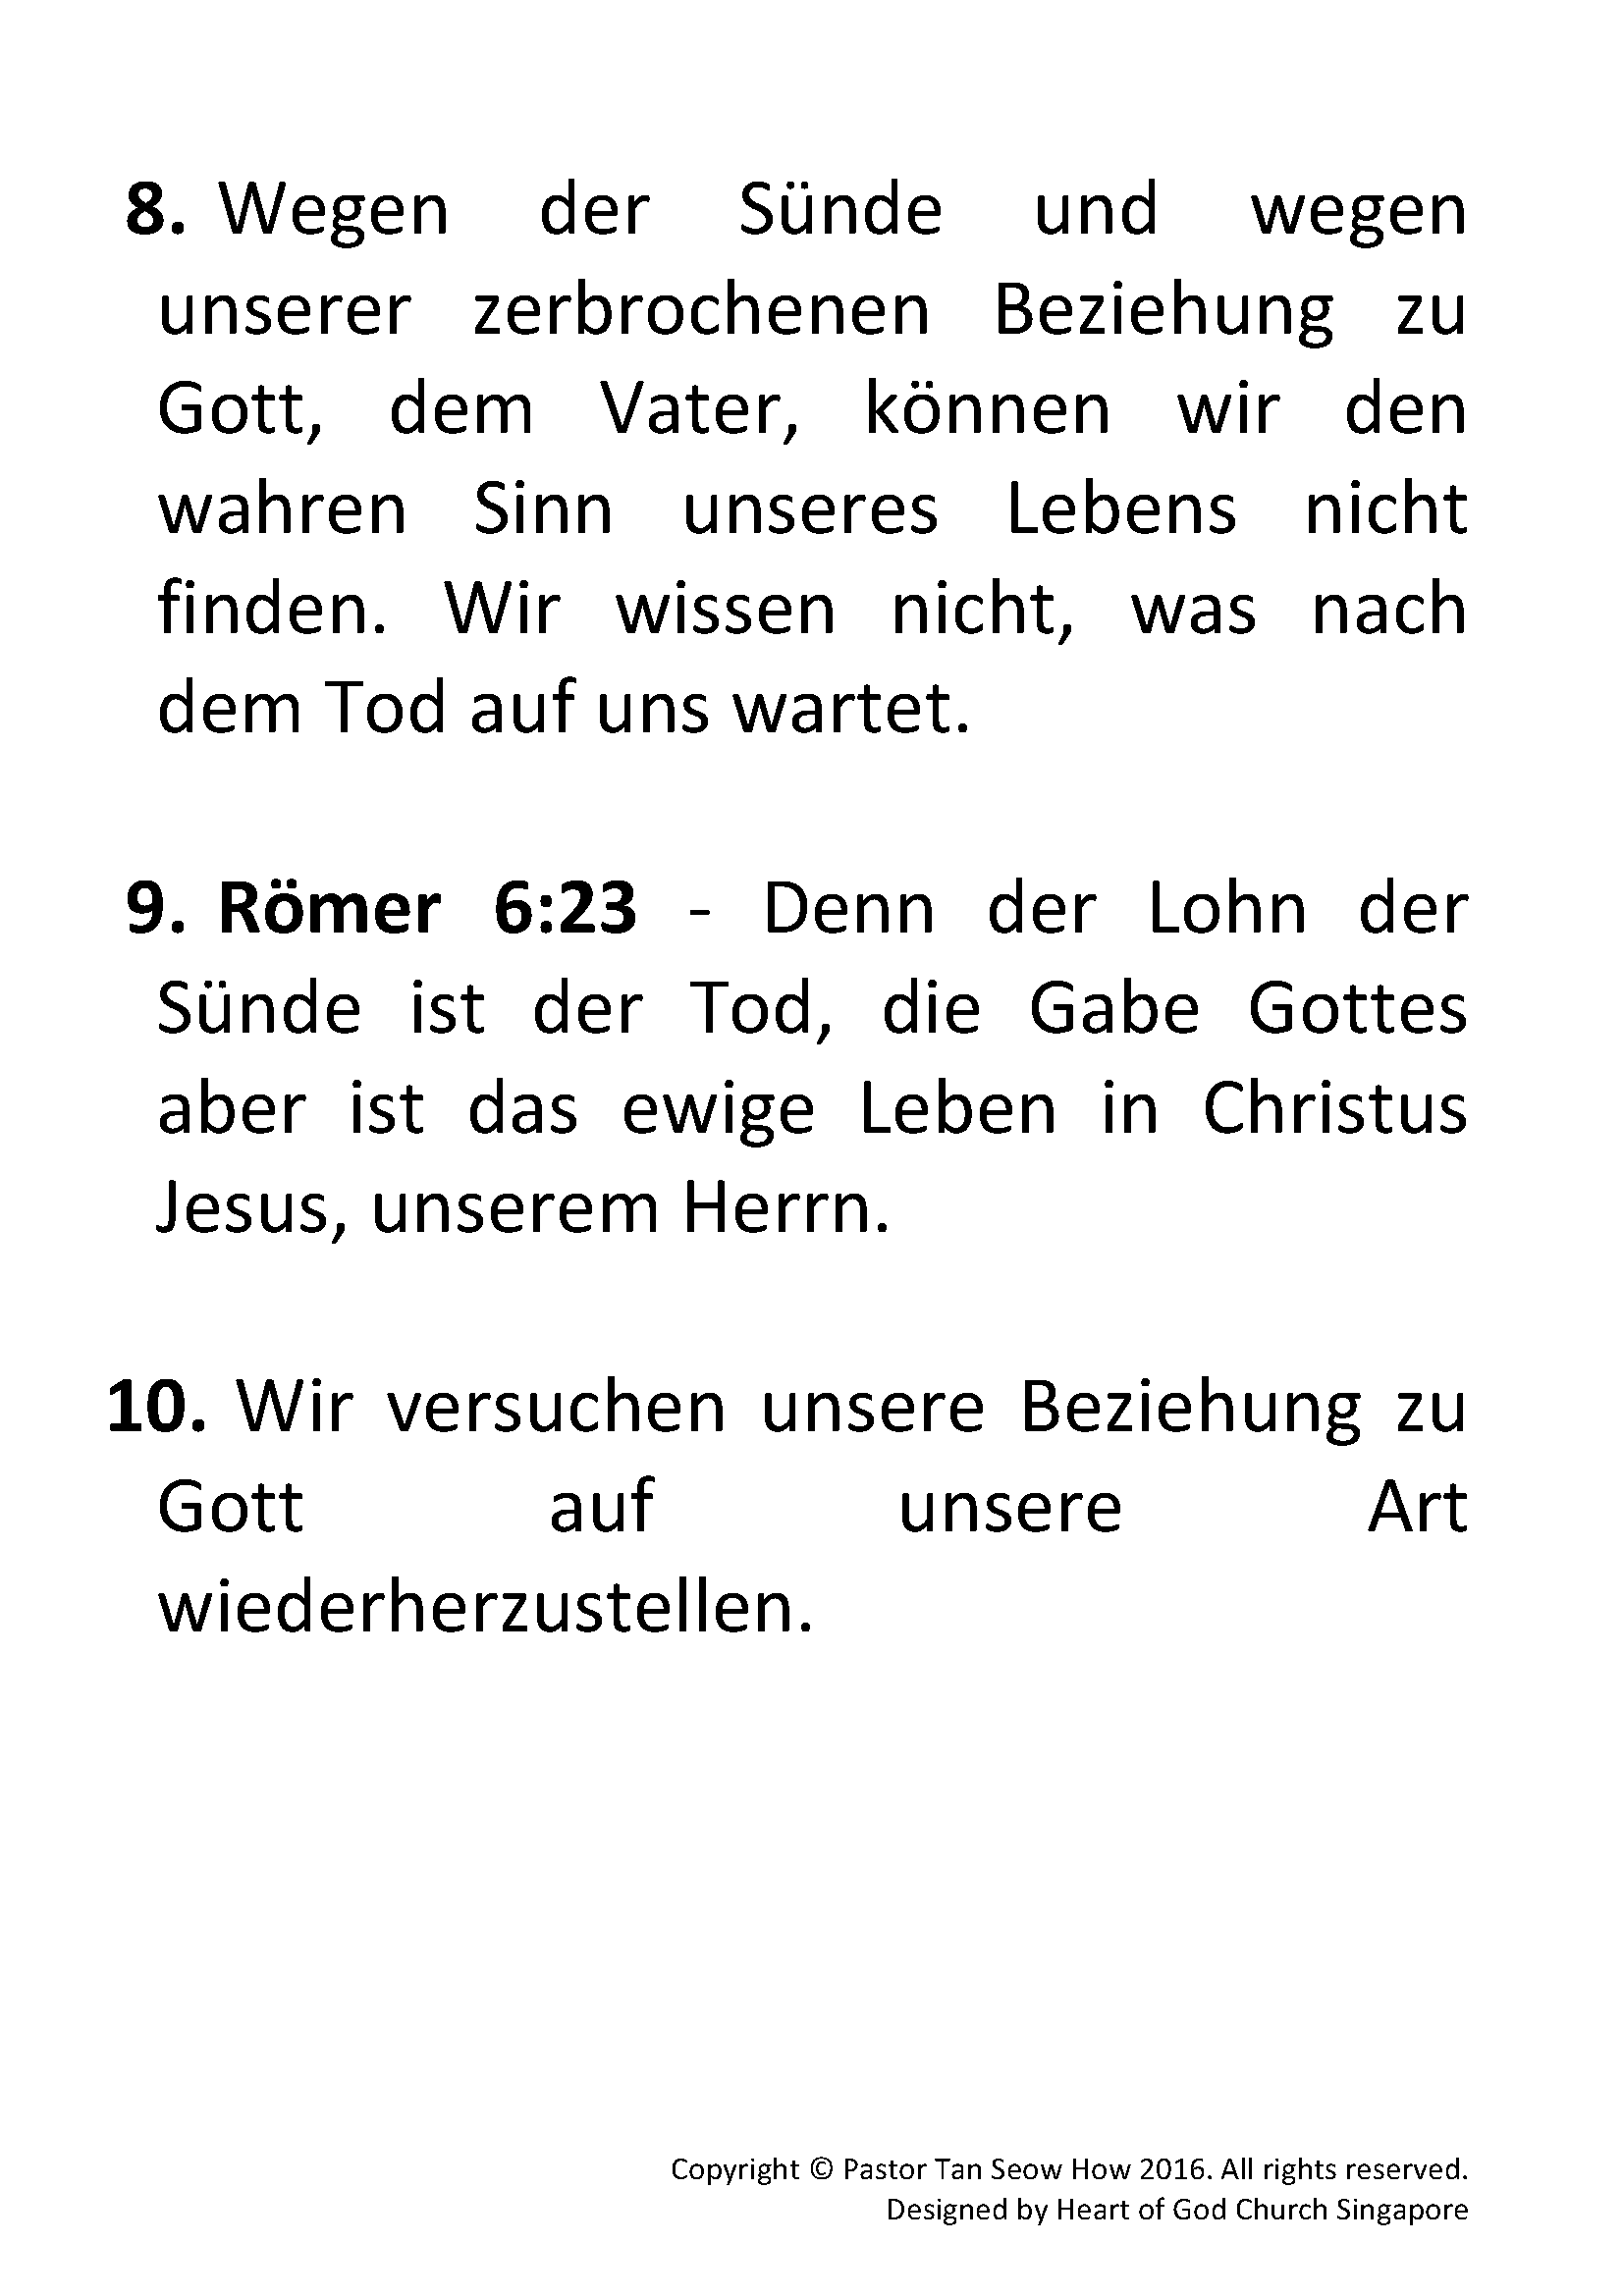 8. Wegen der Sünde und wegen
unserer zerbrochenen Beziehung zu
Gott, dem Vater, können wir den
wahren Sinn unseres Lebens nicht
finden. Wir wissen nicht, was nach
dem Tod auf uns wartet.
9. Römer 6:23 - Denn der Lohn der
Sünde ist der Tod, die Gabe Gottes
aber ist das ewige Leben in Christus
Jesus, unserem Herrn.
10. Wir versuchen unsere Beziehung zu
Gott auf unsere Art
wiederherzustellen.
Copyright © Pastor Tan Seow How 2016. All rights reserved.
Designed by Heart of God Church Singapore